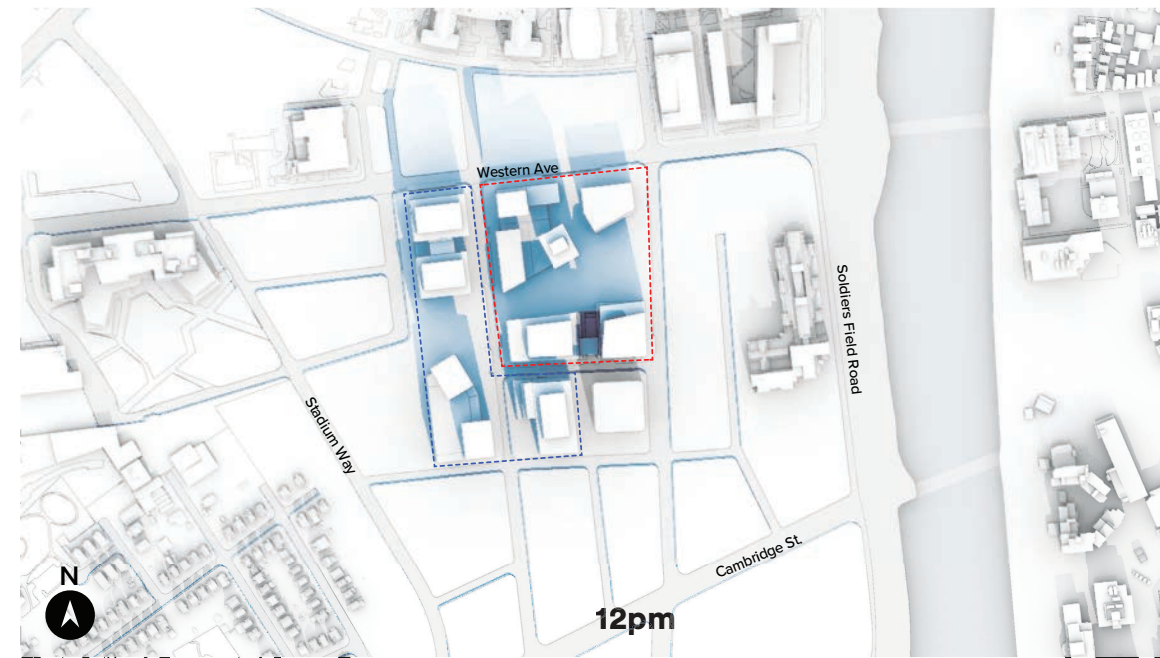 Western Ave
Soldiers Field Road
Stadium Way
Cambridge St.
N
12pm